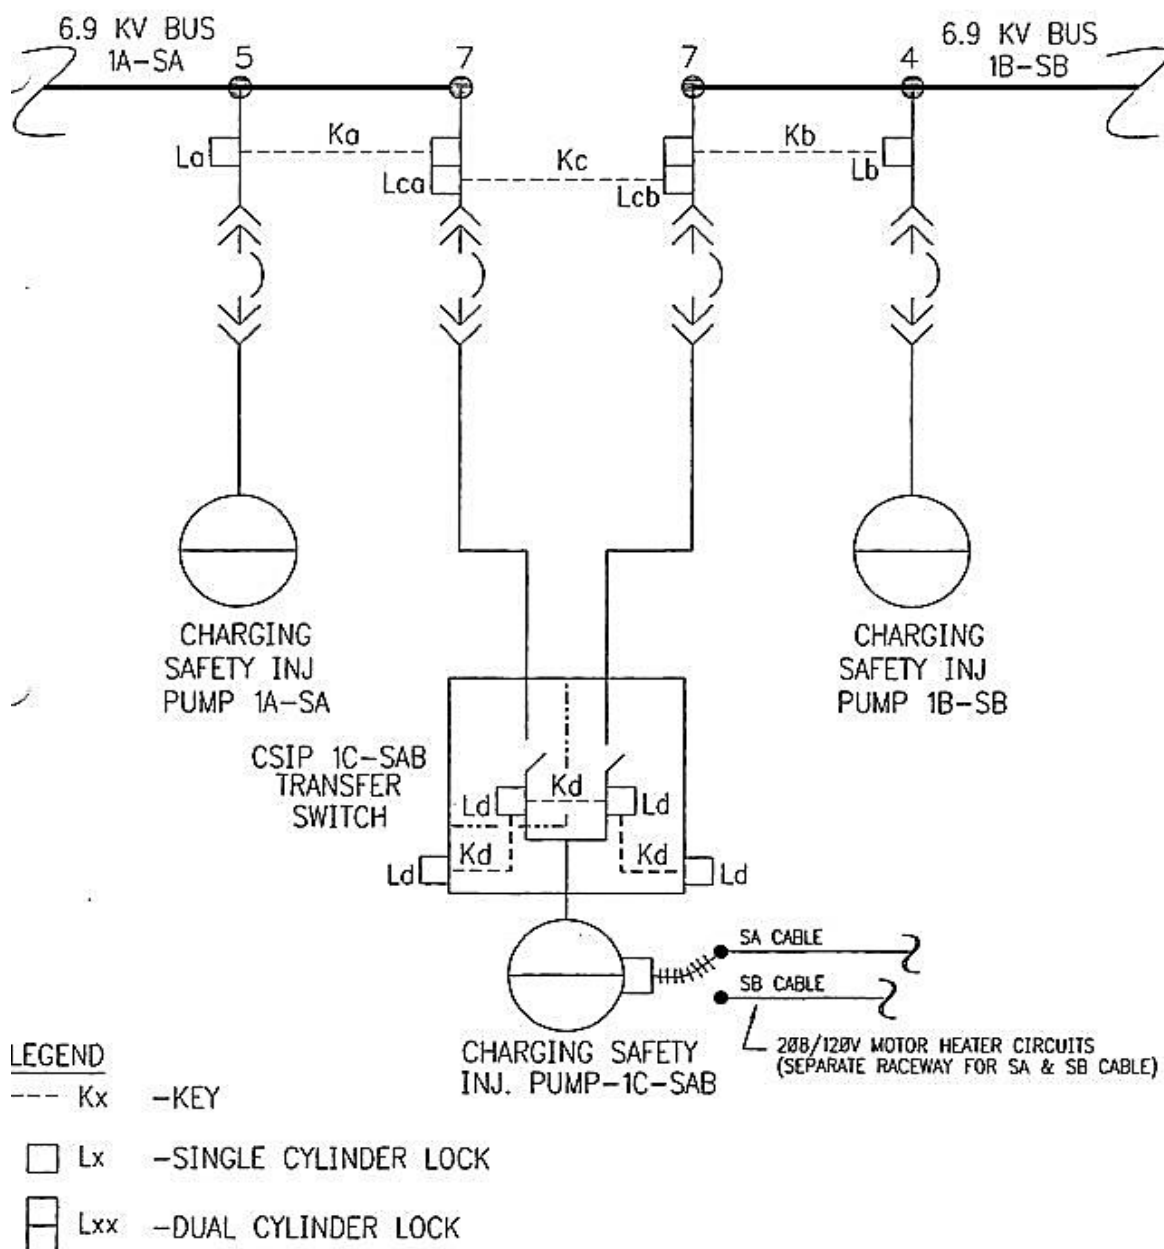 6.9 KV BUS
1A-SA
5
7
7
4
6.9 KV BUS
1B-SB
La
Ka
Lca
Kc
Lcb
Kb
Lb
CHARGING
SAFETY INJ
PUMP 1A-SA
CHARGING
SAFETY INJ
PUMP 1B-SB
CSIP 1C-SAB
TRANSFER
SWITCH
Ld
Kd
Ld
Ld
Kd
Kd
Ld
SA CABLE
SB CABLE
208/120V MOTOR HEATER CIRCUITS
(SEPARATE RACEWAY FOR SA & SB CABLE)
CHARGING SAFETY
INJ. PUMP-1C-SAB
LEGEND
Kx -KEY
Lx -SINGLE CYLINDER LOCK
Lxx -DUAL CYLINDER LOCK